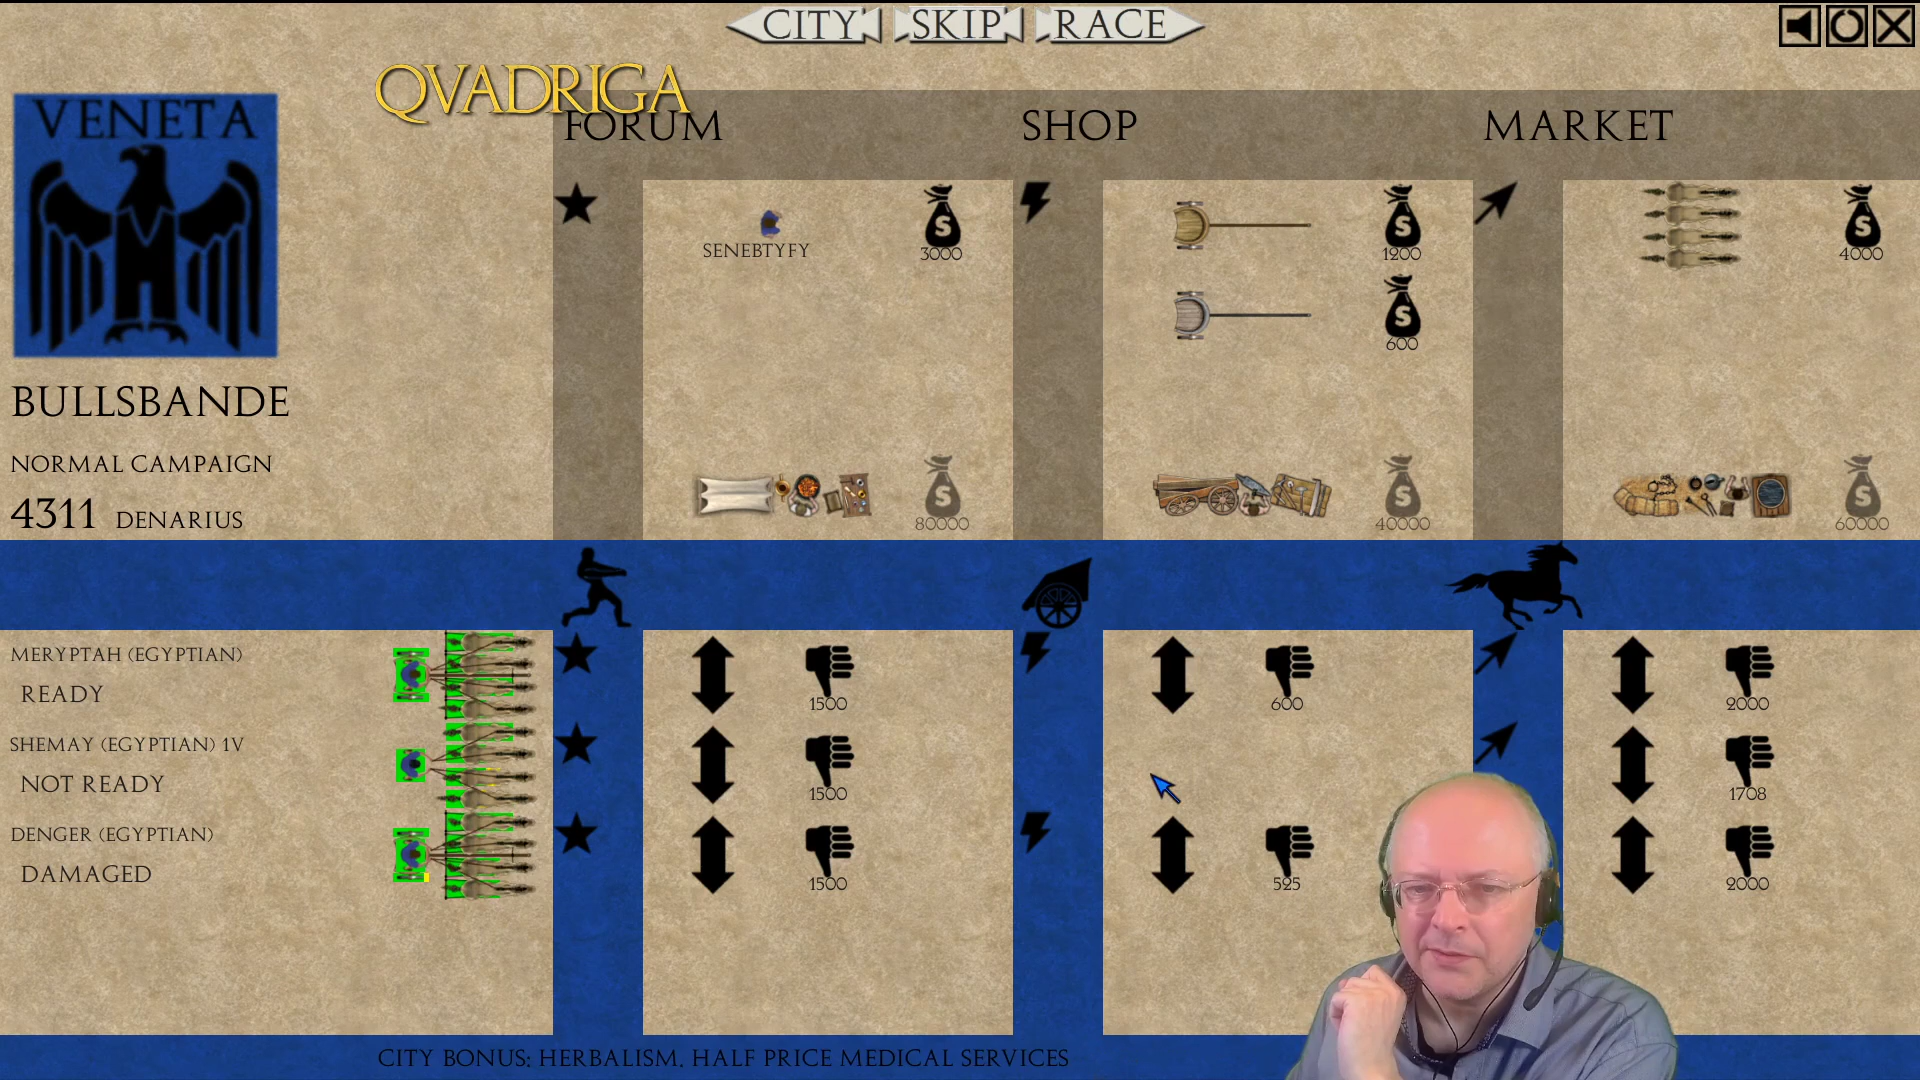 CITY SKIP RACE
QVADRIGA
VENETA
FORUM SHOP MARKET
SENEBTYFY
3000
1200
600
4000
80000
40000
60000
BULLSBANDE
NORMAL CAMPAIGN
4311 DENARIUS
MERYPTAH (EGYPTIAN)
READY
1500 600 2000
SHEMAY (EGYPTIAN) 1V
NOT READY
1500 1708
DENGER (EGYPTIAN)
DAMAGED
1500 525 2000
CITY BONUS: HERBALISM. HALF PRICE MEDICAL SERVICES